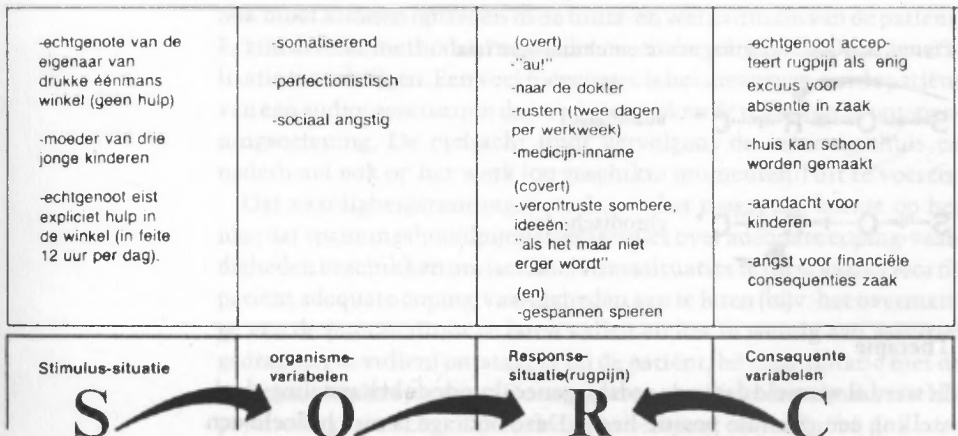 -echtgenote van de
eigenaar van
drukke éénmans
winkel (geen hulp)
-moeder van drie
jonge kinderen
-echtgenoot eist
expliciet hulp in
de winkel (in feite
12 uur per dag).
-somatiserend
-perfectionistisch
-sociaal angstig
(overt)
-"au!"
-naar de dokter
-rusten (twee dagen
per werkweek)
-medicijn-inname
(covert)
-verontruste sombere,
ideeën:
"als het maar niet
erger wordt"
(en)
-gespannen spieren
-echtgenoot accep-
teert rugpijn als enig
excuus voor
absentie in zaak
-huis kan schoon
worden gemaakt
-aandacht voor
kinderen
-angst voor financiële
consequenties zaak
Stimulus-situatie
S
organisme-
variabelen
O
Response-
situatie(rugpijn)
R
Consequente
variabelen
C